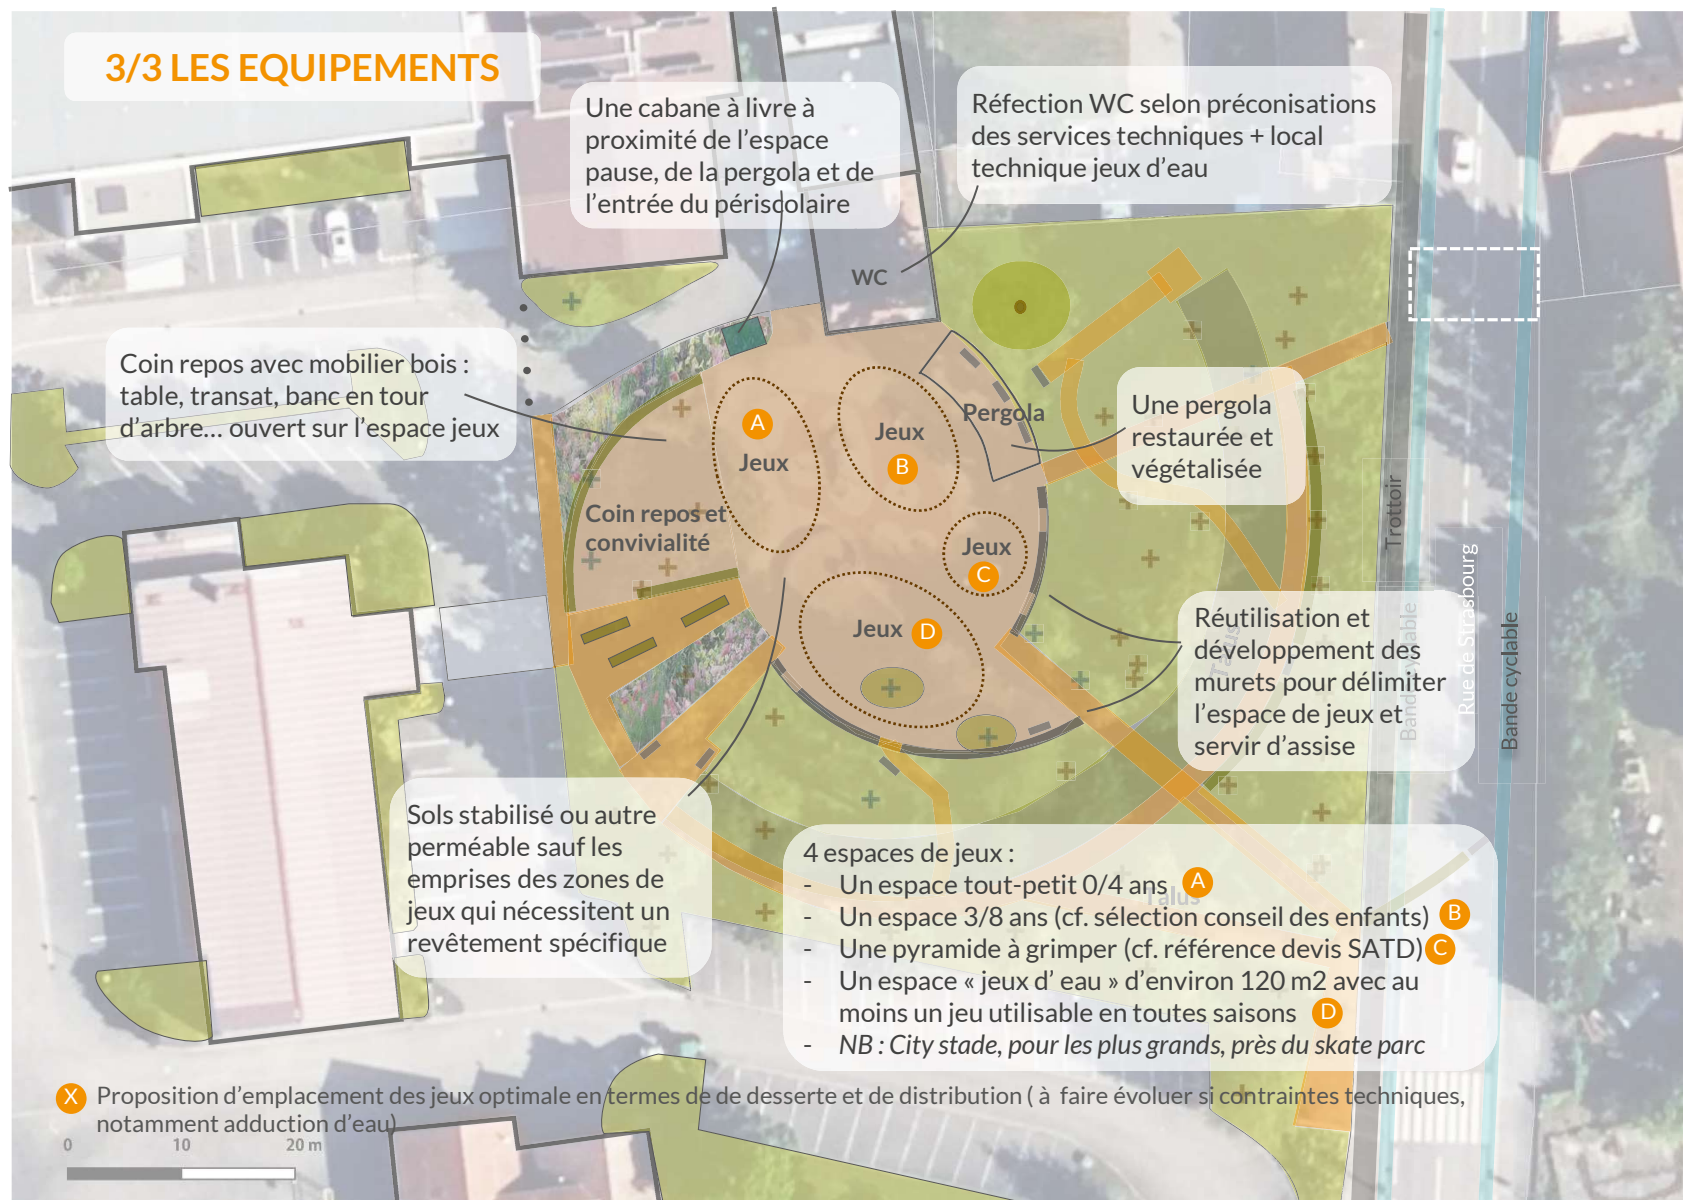 3/3 LES EQUIPEMENTS
Une cabane à livre à
proximité de l'espace
pause, de la pergola et de
l'entrée du périscolaire
Réfection WC selon préconisations
des services techniques + local
technique jeux d'eau
WC
Coin repos avec mobilier bois :
table, transat, banc en tour
d'arbre… ouvert sur l'espace jeux
A
Jeux
Jeux
B
Pergola
Une pergola
restaurée et
végétalisée
Coin repos et
convivialité
Jeux
C
Jeux D
Trottoir
Bande cyclable
Rue de Strasbourg
Bande cyclable
Talus
Réutilisation et
développement des
murets pour délimiter
l'espace de jeux et
servir d'assise
Sols stabilisé ou autre
perméable sauf les
emprises des zones de
jeux qui nécessitent un
revêtement spécifique
4 espaces de jeux :
- Un espace tout-petit 0/4 ans A
Talus
- Un espace 3/8 ans (cf. sélection conseil des enfants) B
- Une pyramide à grimper (cf. référence devis SATD) C
- Un espace « jeux d' eau » d'environ 120 m2 avec au
moins un jeu utilisable en toutes saisons D
- NB : City stade, pour les plus grands, près du skate parc
X Proposition d'emplacement des jeux optimale en termes de de desserte et de distribution ( à faire évoluer si contraintes techniques,
notamment adduction d'eau)
0 10 20 m